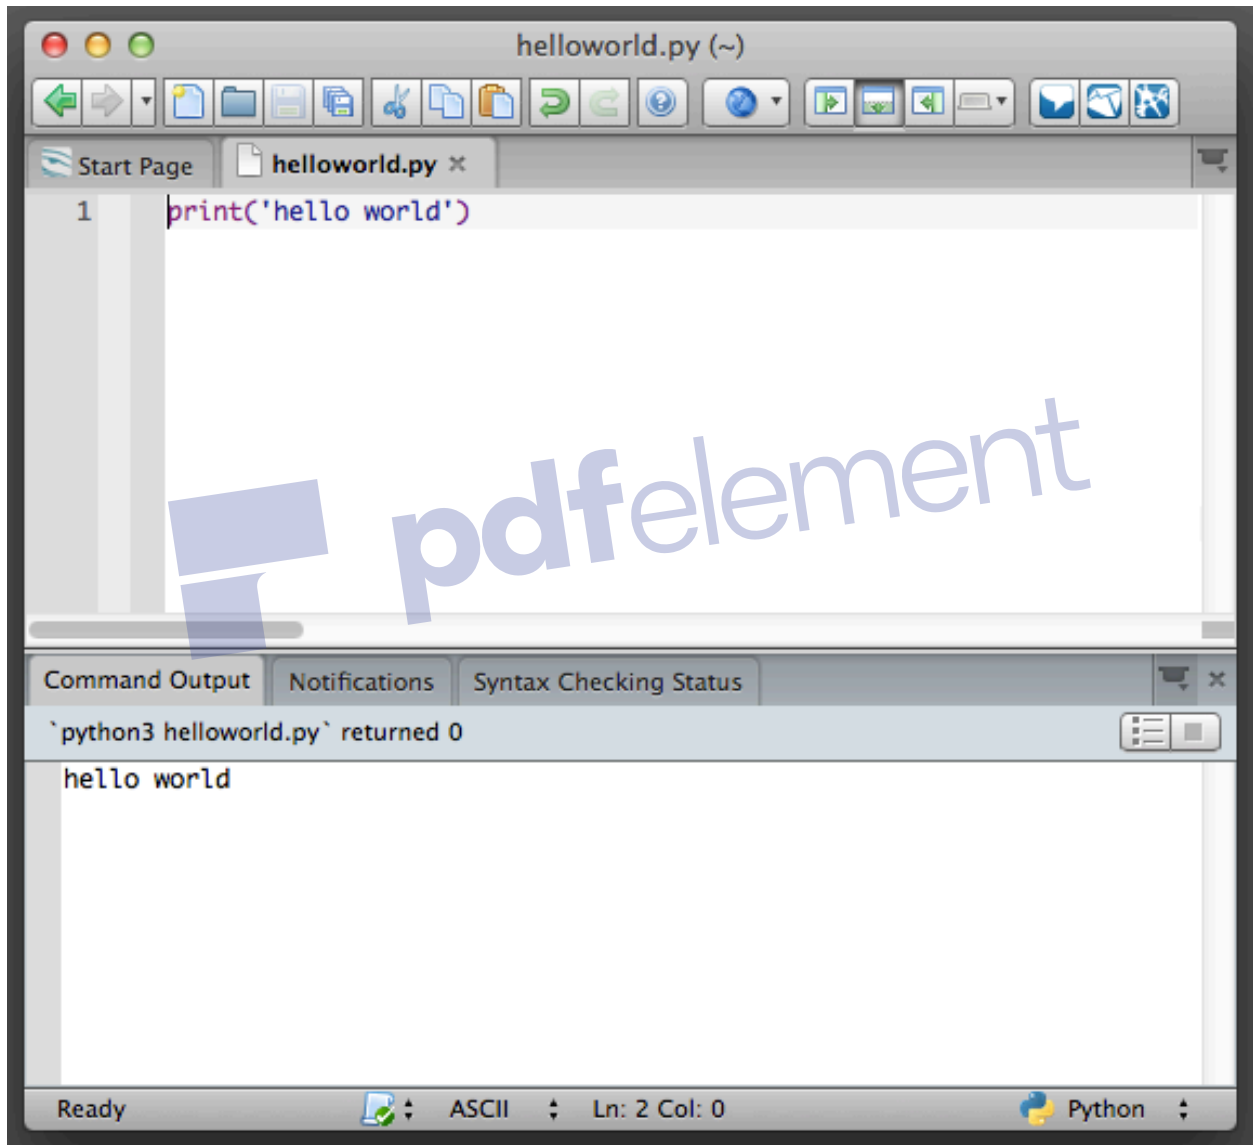 helloworld.py (~)
Start Page
helloworld.py
1
print('hello world')
pdfelement
Command Output
Notifications
Syntax Checking Status
`python3 helloworld.py` returned 0
hello world
Ready
ASCII
Ln: 2 Col: 0
Python